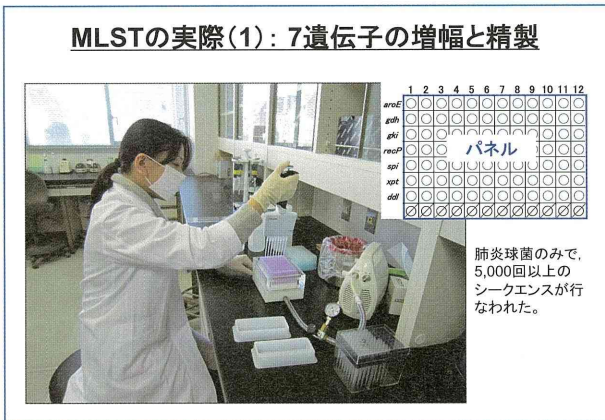 MLSTの実際(1): 7遺伝子の増幅と精製
1 2 3 4 5 6 7 8 9 10 11 12
aroE
gdh
gki
recP
spi
xpt
ddl
パネル
肺炎球菌のみで,
5,000回以上の
シークエンスが行
なわれた。